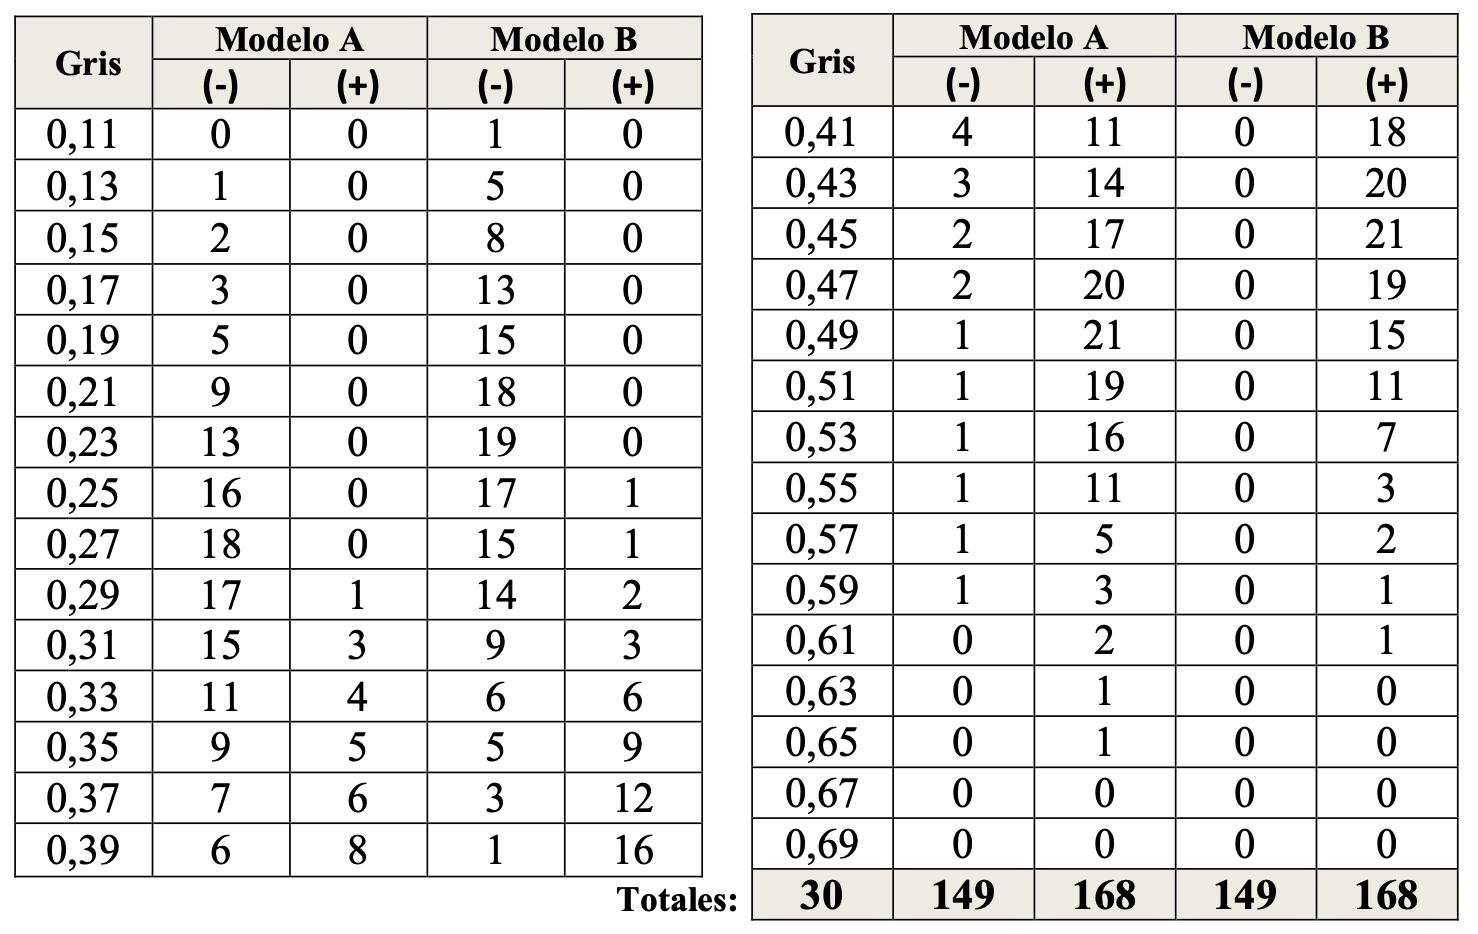 Gris Modelo A Modelo B
(-) (+) (-) (+)
0,11 0 0 1 0
0,13 1 0 5 0
0,15 2 0 8 0
0,17 3 0 13 0
0,19 5 0 15 0
0,21 9 0 18 0
0,23 13 0 19 0
0,25 16 0 17 1
0,27 18 0 15 1
0,29 17 1 14 2
0,31 15 3 9 3
0,33 11 4 6 6
0,35 9 5 5 9
0,37 7 6 3 12
0,39 6 8 1 16
Gris Modelo A Modelo B
(-) (+) (-) (+)
0,41 4 11 0 18
0,43 3 14 0 20
0,45 2 17 0 21
0,47 2 20 0 19
0,49 1 21 0 15
0,51 1 19 0 11
0,53 1 16 0 7
0,55 1 11 0 3
0,57 1 5 0 2
0,59 1 3 0 1
0,61 0 2 0 1
0,63 0 1 0 0
0,65 0 1 0 0
0,67 0 0 0 0
0,69 0 0 0 0
Totales: 30 149 168 149 168